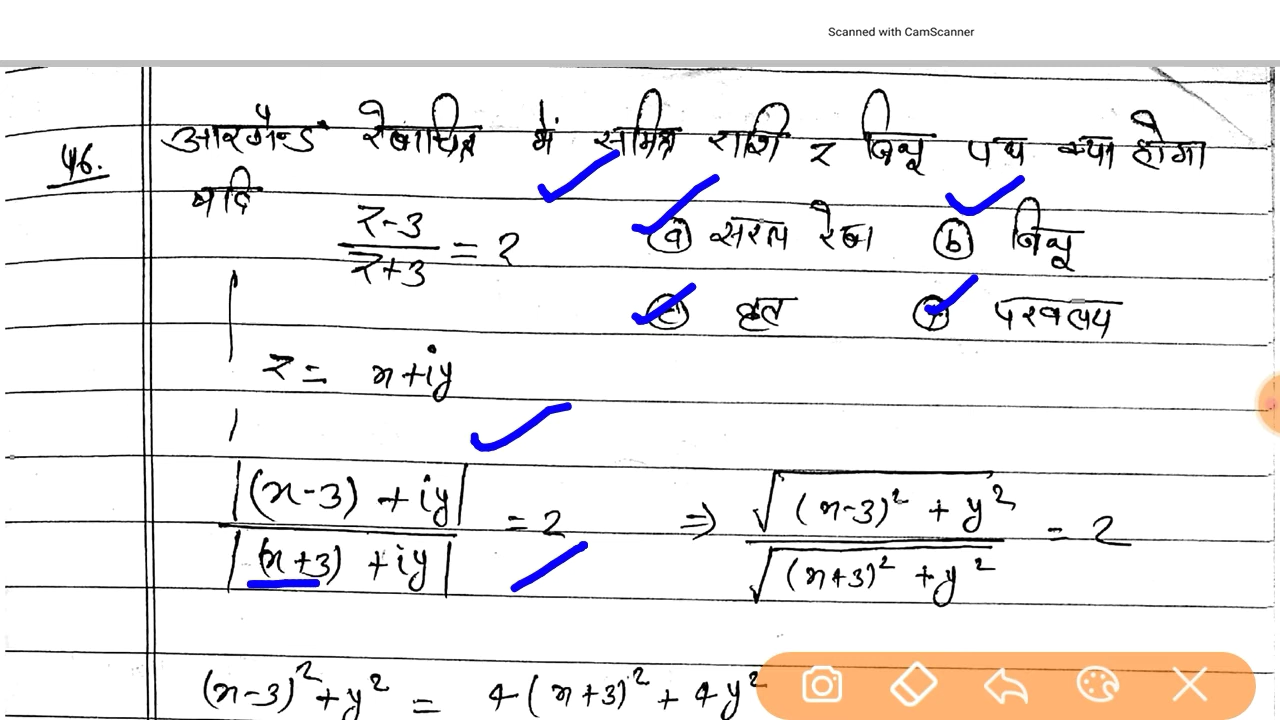 Scanned with CamScanner
46. आरगैन्ड रेखाचित्र में समिश्र राशि z बिन्दू पथ क्या होगा
यदि
z-3/z+3 = 2 (a) सरल रेखा (b) बिन्दू
(c) वृत (d) परवलय
z = x+iy
|(x-3) + iy|/|(x+3) + iy| = 2 ⇒ √(x-3)² + y²/√(x+3)² + y² = 2
(x-3)² + y² = 4(x+3)² + 4y²